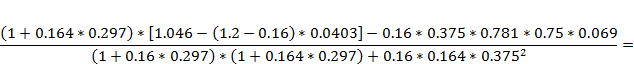 (1 + 0.164 * 0.297) * [1.046 − (1.2 − 0.16) * 0.0403] − 0.16 * 0.375 * 0.781 * 0.75 * 0.069
(1 + 0.16 * 0.297) * (1 + 0.164 * 0.297) + 0.16 * 0.164 * 0.375²
=